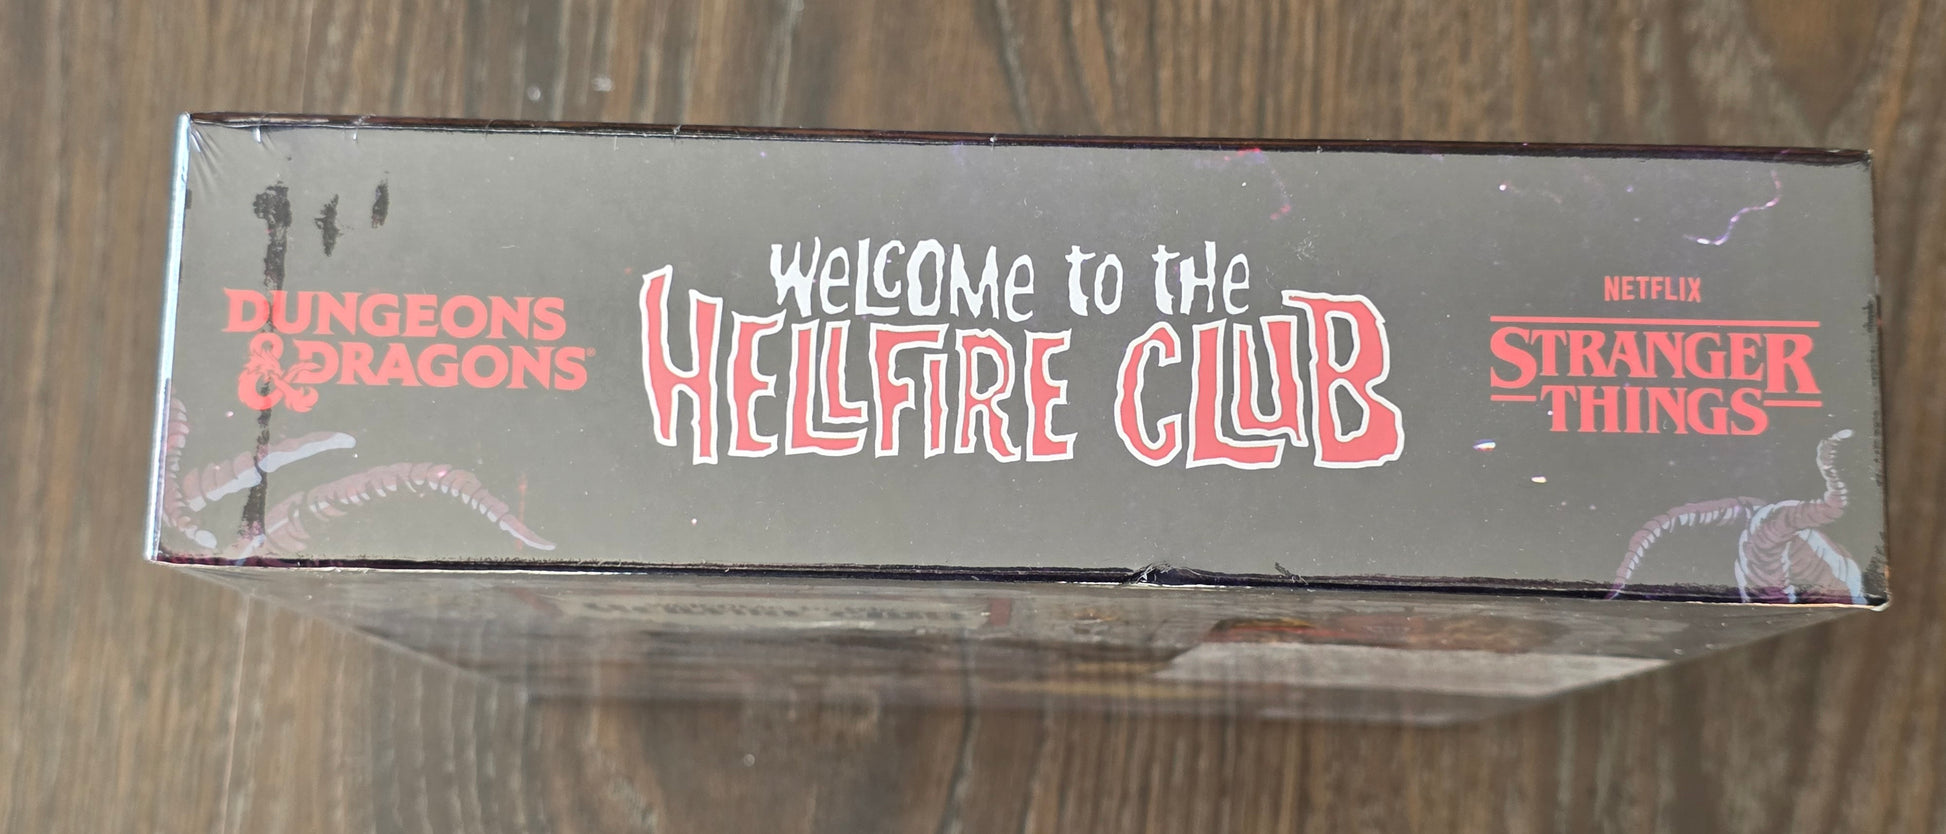 DUNGEONS
& DRAGONS®
WELCOME TO THE
HELLFIRE CLUB
NETFLIX
STRANGER
THINGS